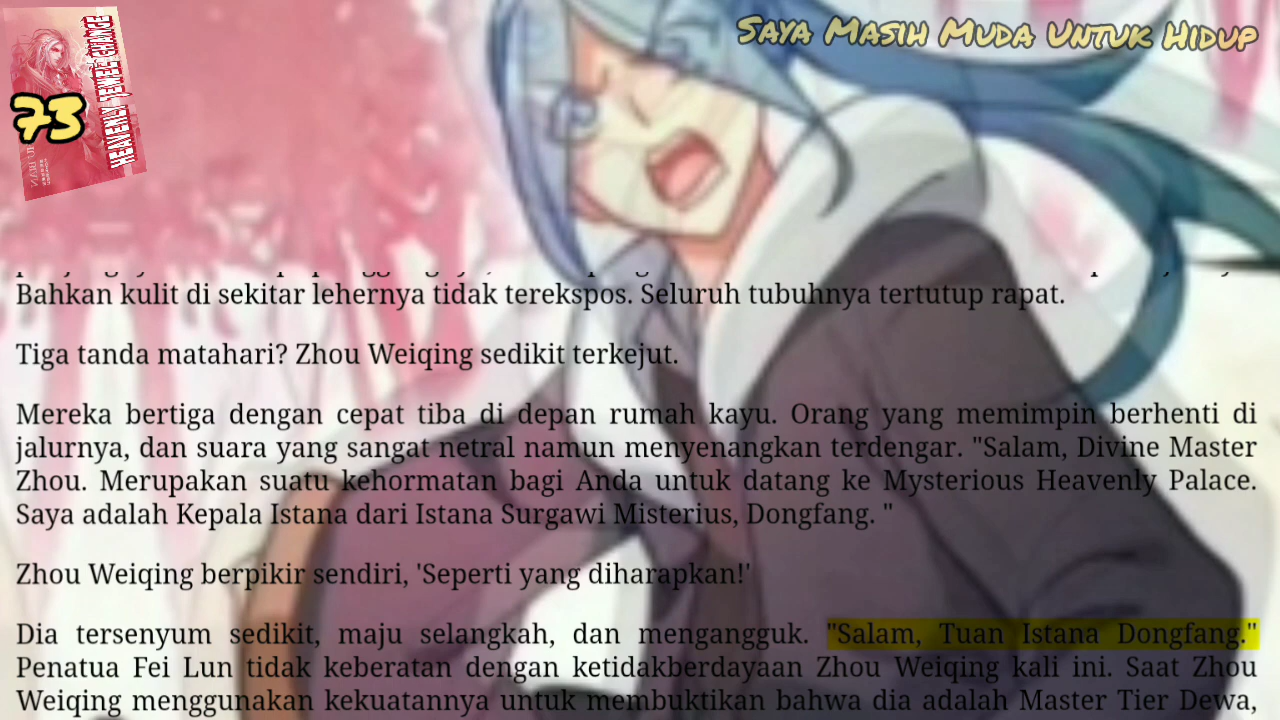 Saya Masih Muda Untuk Hidup
73
HEAVENLY JEWEL CHANGE
Bahkan kulit di sekitar lehernya tidak terekspos. Seluruh tubuhnya tertutup rapat.
Tiga tanda matahari? Zhou Weiqing sedikit terkejut.
Mereka bertiga dengan cepat tiba di depan rumah kayu. Orang yang memimpin berhenti di
jalurnya, dan suara yang sangat netral namun menyenangkan terdengar. "Salam, Divine Master
Zhou. Merupakan suatu kehormatan bagi Anda untuk datang ke Mysterious Heavenly Palace.
Saya adalah Kepala Istana dari Istana Surgawi Misterius, Dongfang. "
Zhou Weiqing berpikir sendiri, 'Seperti yang diharapkan!'
Dia tersenyum sedikit, maju selangkah, dan mengangguk. "Salam, Tuan Istana Dongfang."
Penatua Fei Lun tidak keberatan dengan ketidakberdayaan Zhou Weiqing kali ini. Saat Zhou
Weiqing menggunakan kekuatannya untuk membuktikan bahwa dia adalah Master Tier Dewa,